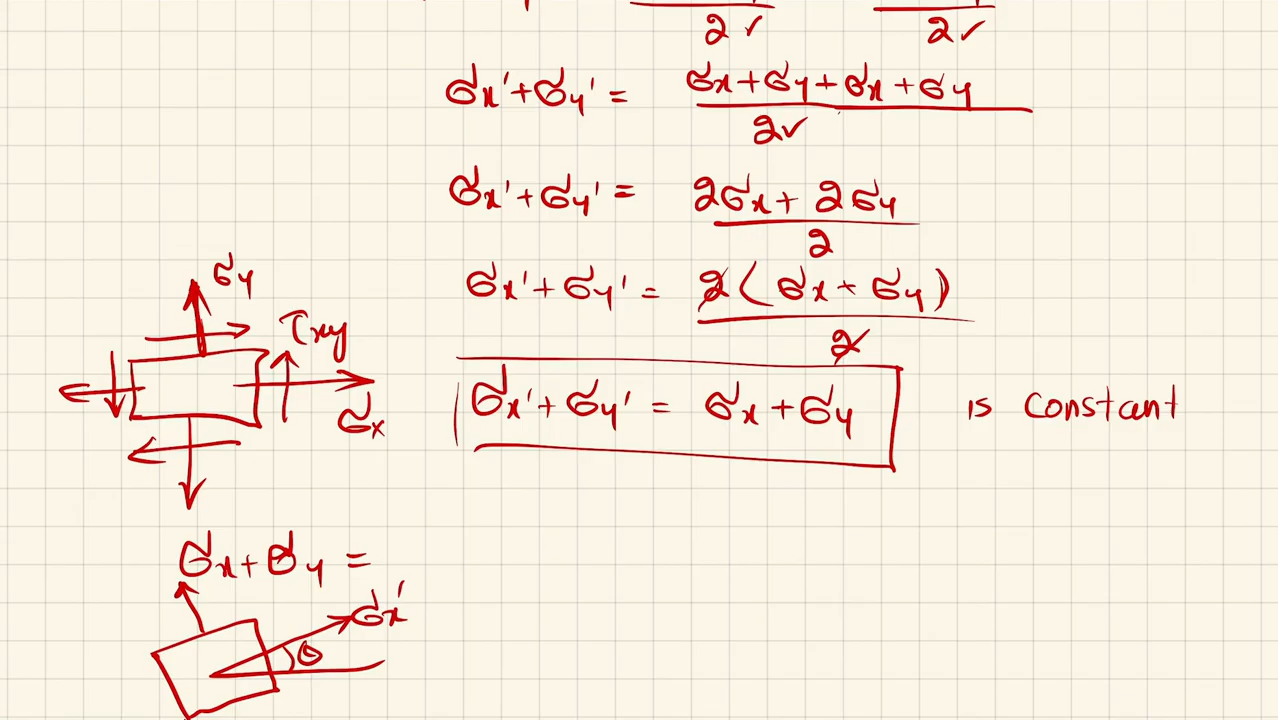 2✓ 2✓
σx'+σy' = σx+σy+σx+σy
2✓
σx'+σy' = 2σx+ 2σy
2
σx'+σy' = 2(σx+σy)
2
σx'+σy' = σx+σy is constant
σy
τxy
σx
σx+σy =
σx'
θ